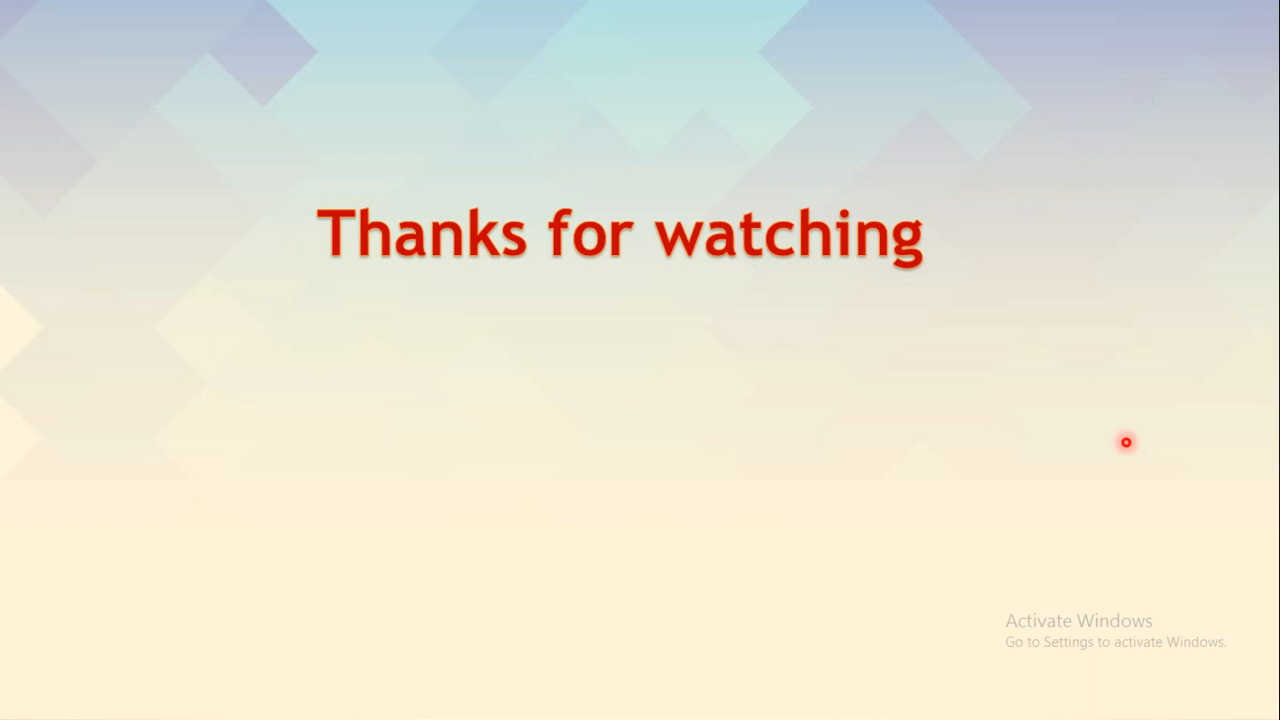 Thanks for watching
Activate Windows
Go to Settings to activate Windows.